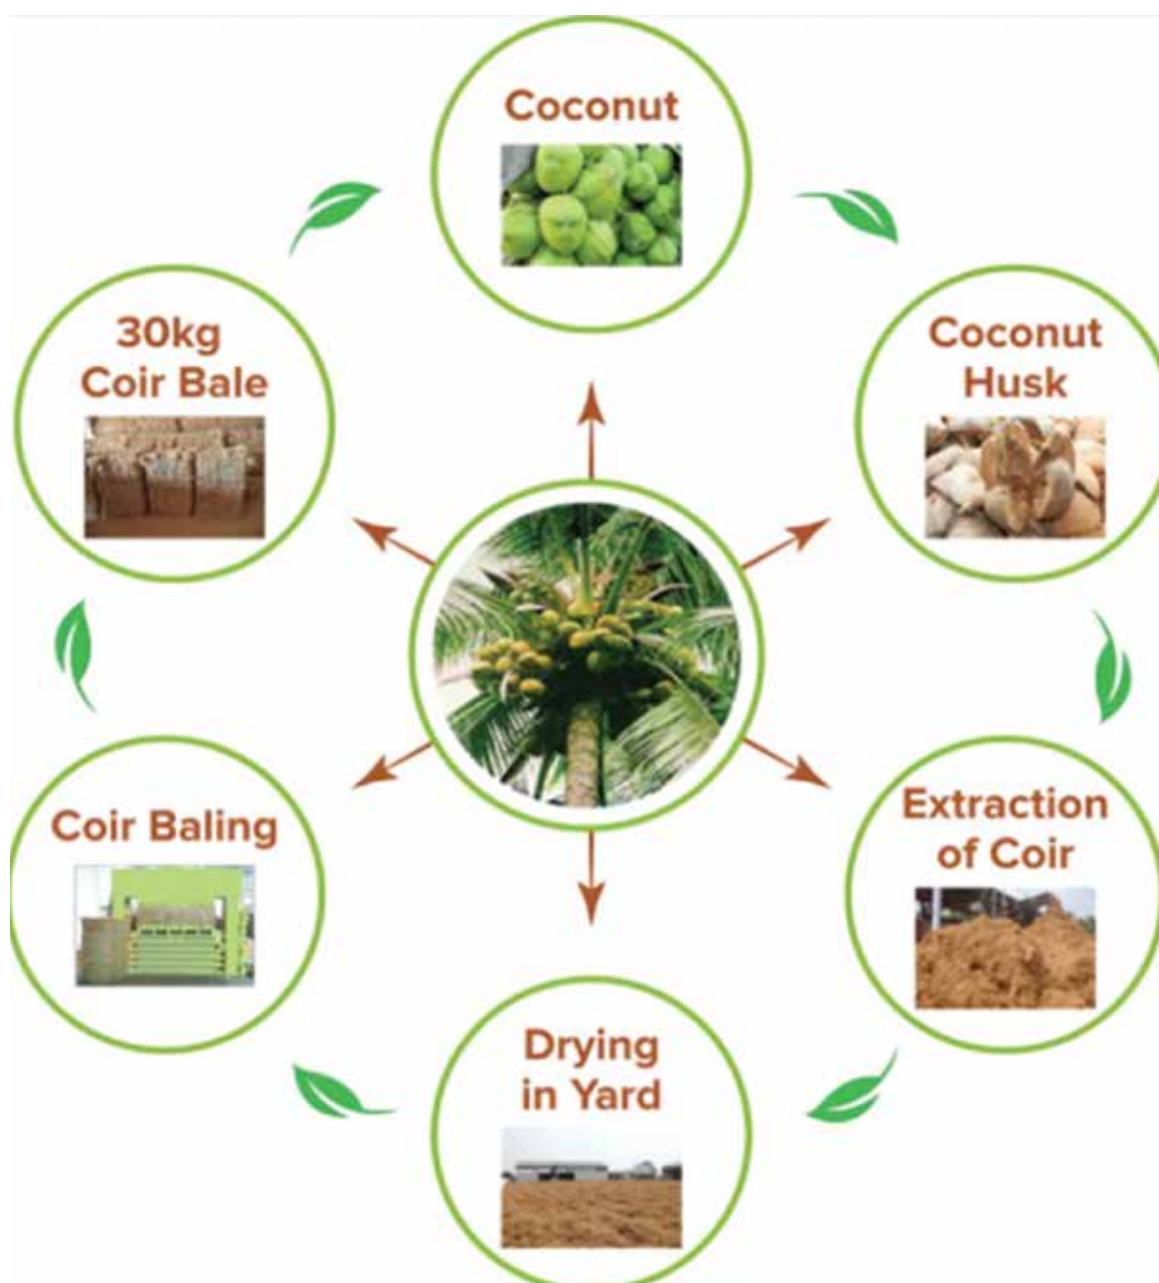 Coconut
Coconut
Husk
Extraction
of Coir
Drying
in Yard
Coir Baling
30kg
Coir Bale